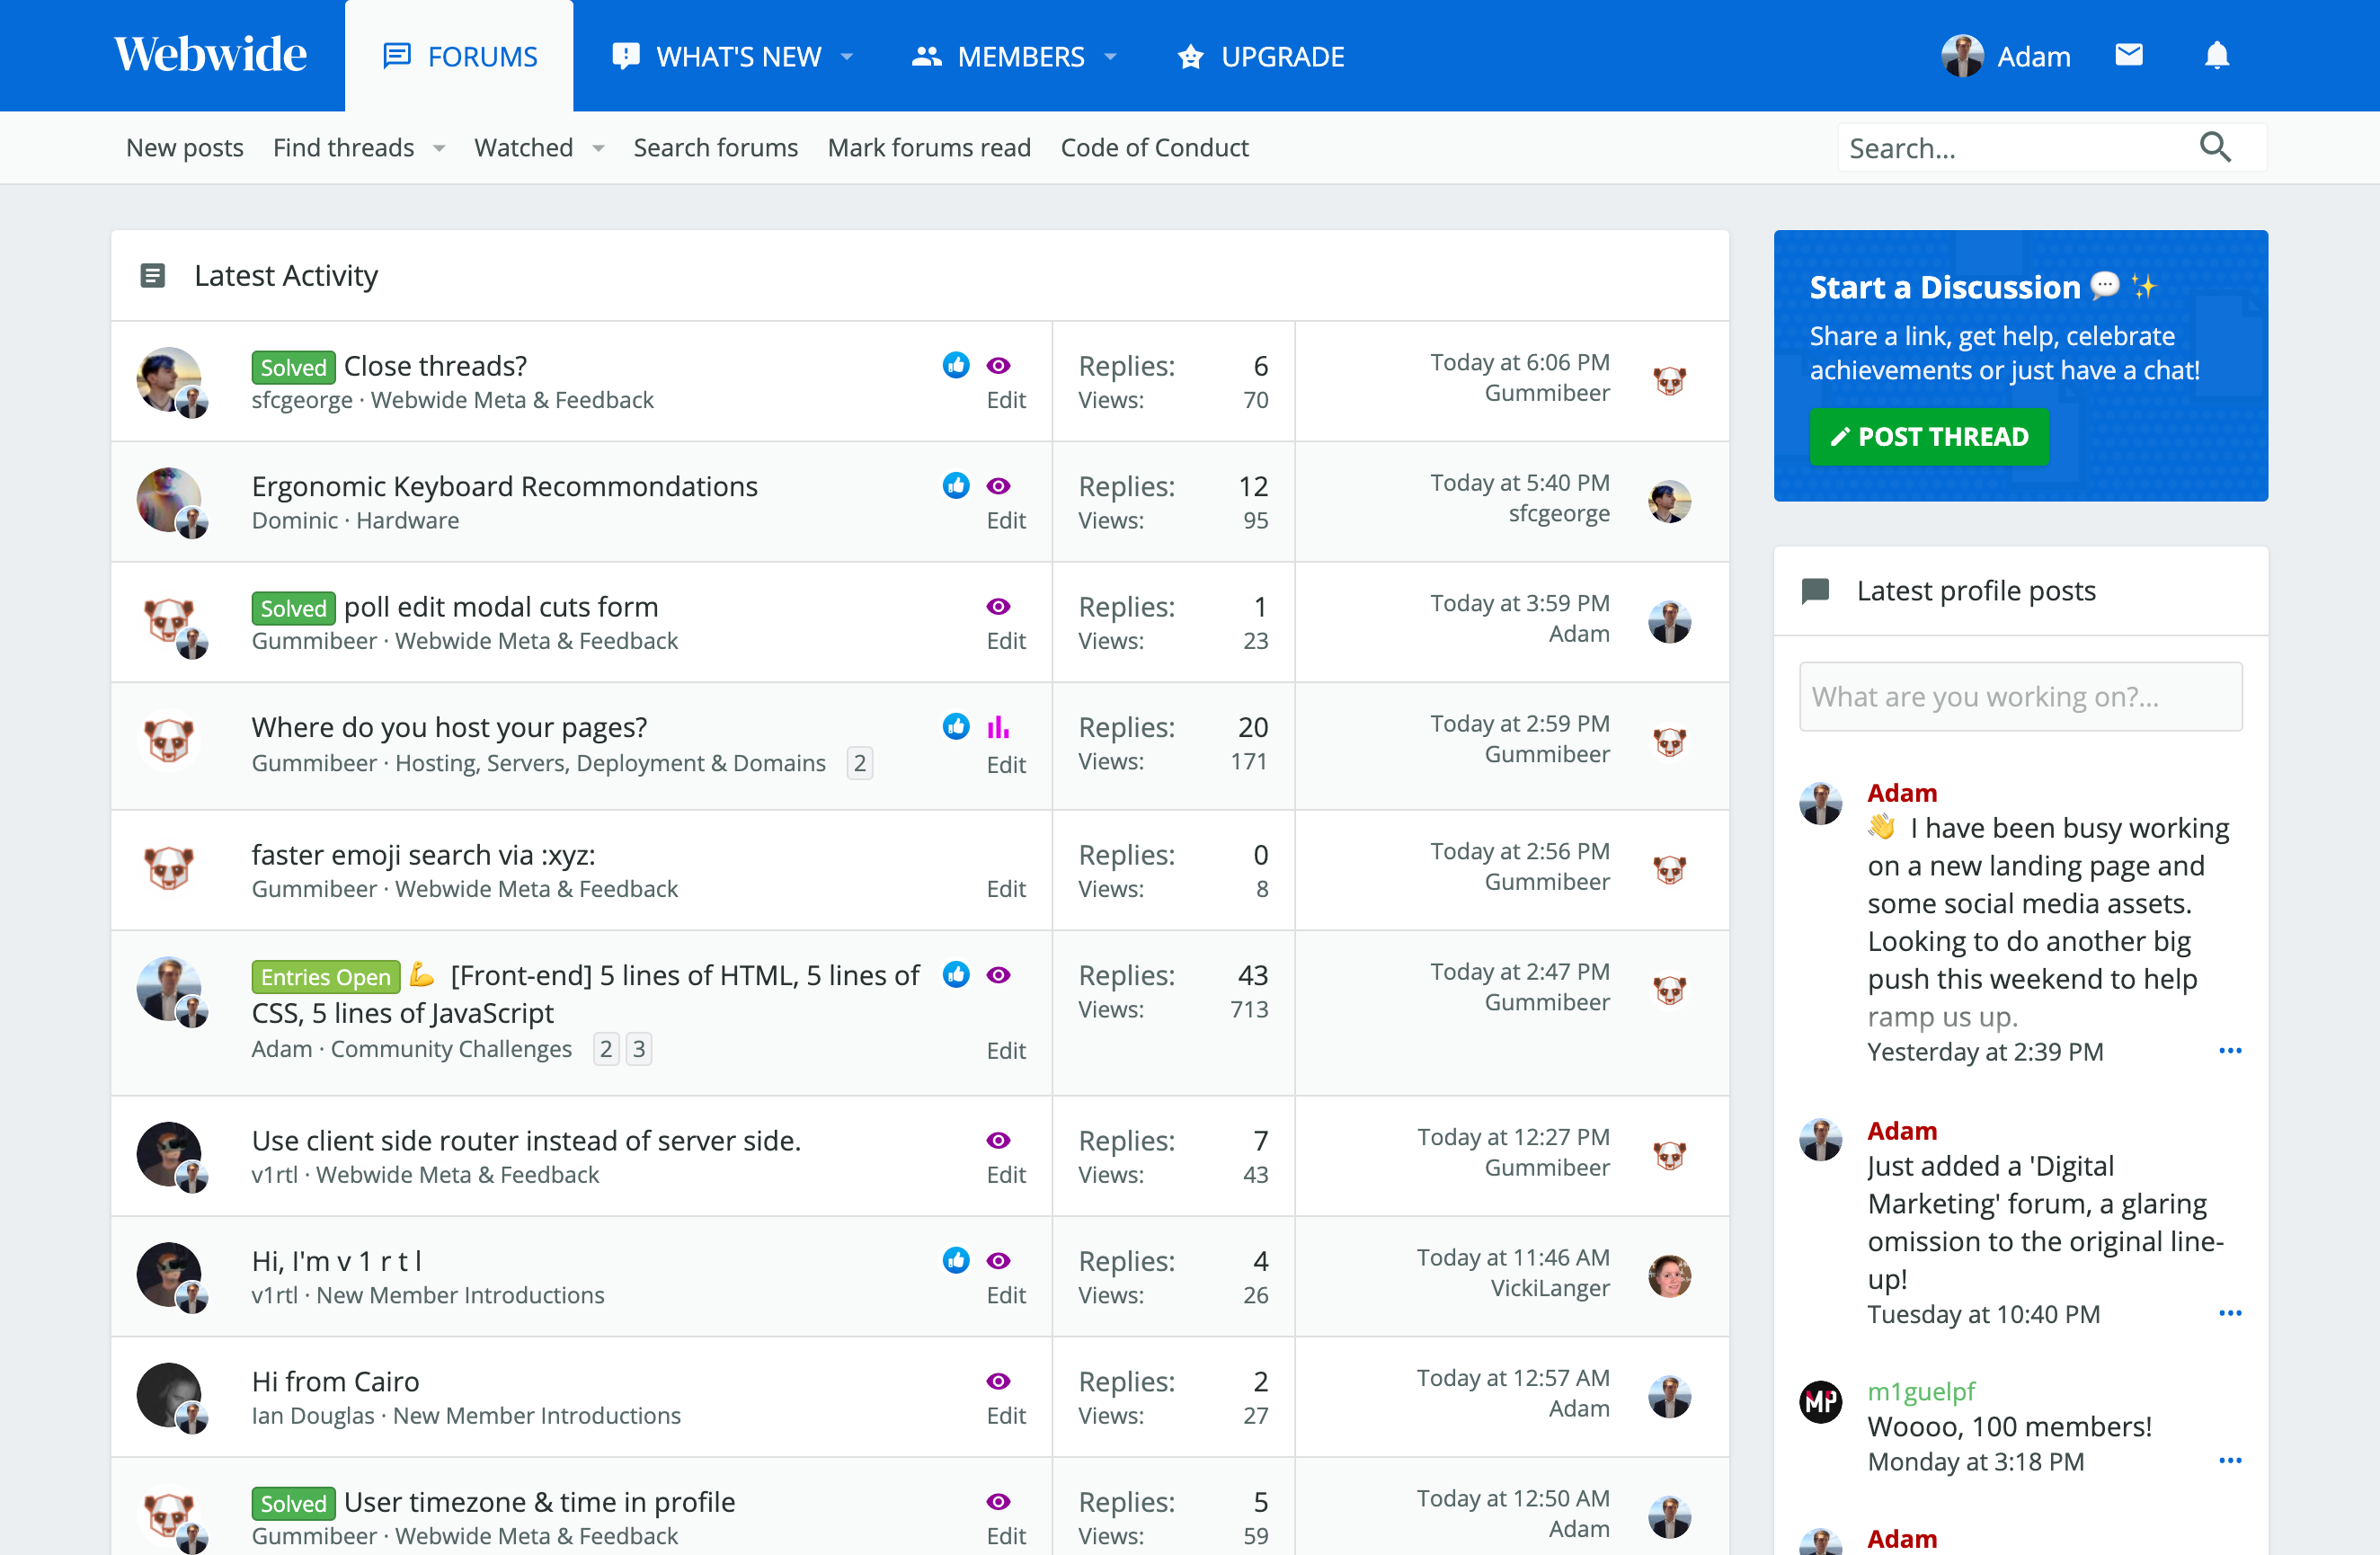 Webwide
FORUMS
WHAT'S NEW
MEMBERS
UPGRADE
Adam
New posts
Find threads
Watched
Search forums
Mark forums read
Code of Conduct
Search...
Latest Activity
Solved Close threads?
sfcgeorge · Webwide Meta & Feedback
Edit
Replies: 6
Views: 70
Today at 6:06 PM
Gummibeer
Ergonomic Keyboard Recommondations
Dominic · Hardware
Edit
Replies: 12
Views: 95
Today at 5:40 PM
sfcgeorge
Solved poll edit modal cuts form
Gummibeer · Webwide Meta & Feedback
Edit
Replies: 1
Views: 23
Today at 3:59 PM
Adam
Where do you host your pages?
Gummibeer · Hosting, Servers, Deployment & Domains 2
Edit
Replies: 20
Views: 171
Today at 2:59 PM
Gummibeer
faster emoji search via :xyz:
Gummibeer · Webwide Meta & Feedback
Edit
Replies: 0
Views: 8
Today at 2:56 PM
Gummibeer
Entries Open 💪 [Front-end] 5 lines of HTML, 5 lines of
CSS, 5 lines of JavaScript
Adam · Community Challenges 2 3
Edit
Replies: 43
Views: 713
Today at 2:47 PM
Gummibeer
Use client side router instead of server side.
v1rtl · Webwide Meta & Feedback
Edit
Replies: 7
Views: 43
Today at 12:27 PM
Gummibeer
Hi, I'm v 1 r t l
v1rtl · New Member Introductions
Edit
Replies: 4
Views: 26
Today at 11:46 AM
VickiLanger
Hi from Cairo
Ian Douglas · New Member Introductions
Edit
Replies: 2
Views: 27
Today at 12:57 AM
Adam
Solved User timezone & time in profile
Gummibeer · Webwide Meta & Feedback
Edit
Replies: 5
Views: 59
Today at 12:50 AM
Adam
Start a Discussion 💬 ✨
Share a link, get help, celebrate
achievements or just have a chat!
POST THREAD
Latest profile posts
What are you working on?...
Adam
👋 I have been busy working
on a new landing page and
some social media assets.
Looking to do another big
push this weekend to help
ramp us up.
Yesterday at 2:39 PM
Adam
Just added a 'Digital
Marketing' forum, a glaring
omission to the original line-
up!
Tuesday at 10:40 PM
MP
m1guelpf
Woooo, 100 members!
Monday at 3:18 PM
Adam